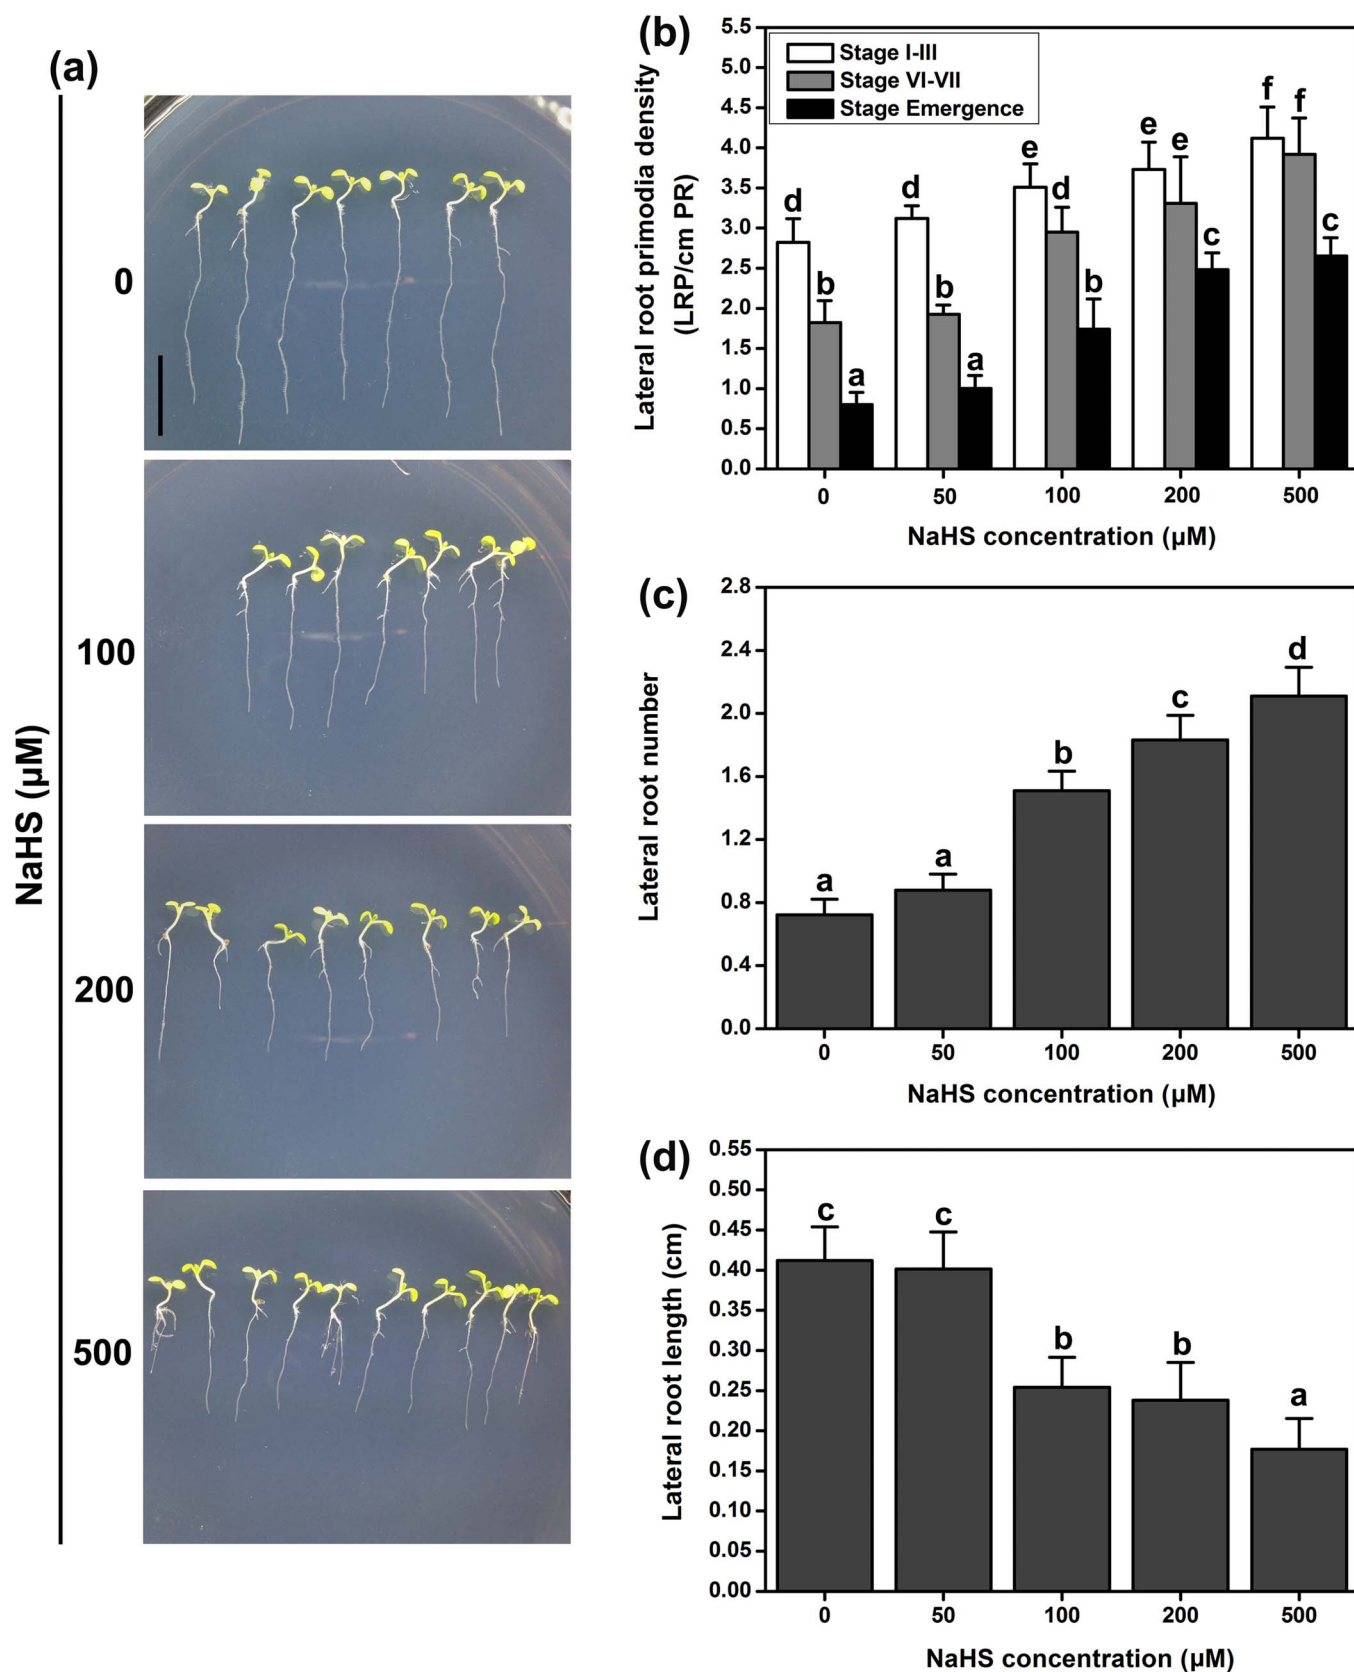 (a)
NaHS (μM)
0
100
200
500
(b)
Lateral root primodia density
(LRP/cm PR)
5.5
5.0
4.5
4.0
3.5
3.0
2.5
2.0
1.5
1.0
0.5
0.0
Stage I-III
Stage VI-VII
Stage Emergence
d b a
d b a
e d b
e e c
f f c
0 50 100 200 500
NaHS concentration (μM)
(c)
Lateral root number
2.8
2.4
2.0
1.6
1.2
0.8
0.4
0.0
a a b c d
0 50 100 200 500
NaHS concentration (μM)
(d)
Lateral root length (cm)
0.55
0.50
0.45
0.40
0.35
0.30
0.25
0.20
0.15
0.10
0.05
0.00
c c b b a
0 50 100 200 500
NaHS concentration (μM)